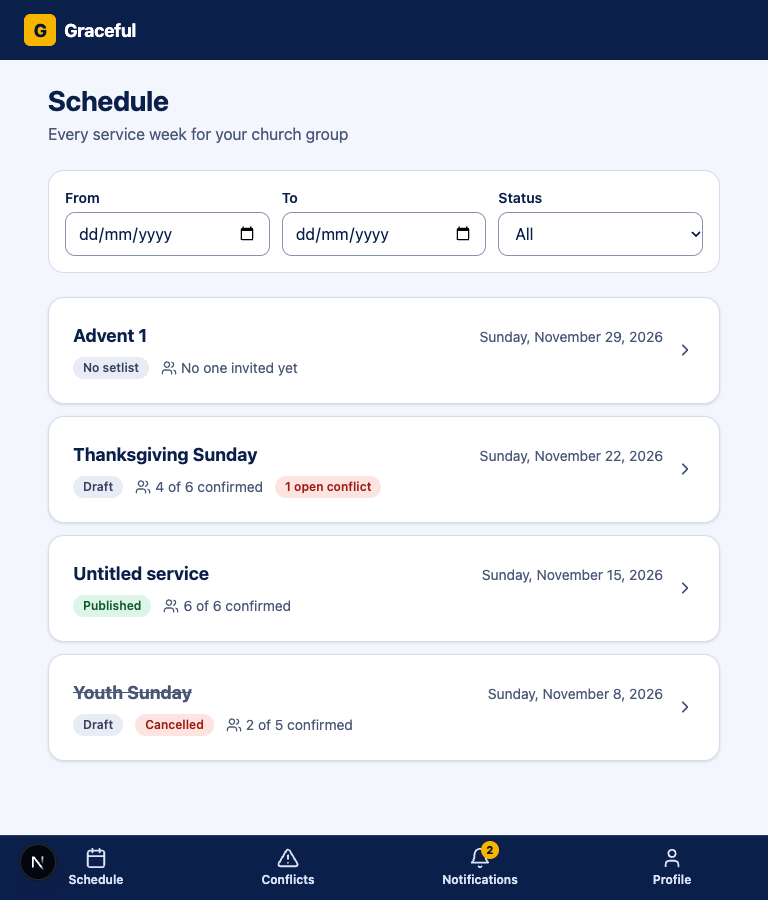 G Graceful
Schedule
Every service week for your church group
From To Status
dd/mm/yyyy dd/mm/yyyy All
Advent 1 Sunday, November 29, 2026
No setlist No one invited yet
Thanksgiving Sunday Sunday, November 22, 2026
Draft 4 of 6 confirmed 1 open conflict
Untitled service Sunday, November 15, 2026
Published 6 of 6 confirmed
Youth Sunday Sunday, November 8, 2026
Draft Cancelled 2 of 5 confirmed
2
N Schedule Conflicts Notifications Profile